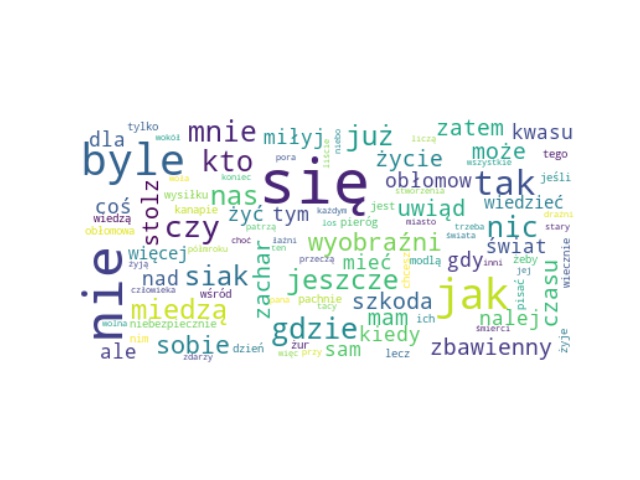 tylko
wokół
dla
mnie
miłyj
liczą
już
zatem
kwasu
byle
kto
pora
liście
niebo
życie
może
tego
wszystkie
się
obłomow
tak
jeśli
coś
stolz
wysiłku
koniec
nas
stworzenia
wiedzą
kanapie
żyć
tym
każdym
jest
uwiąd
wiedzieć
drażni
obłomowa
czy
patrzą
los
pieróg
miasto
nic
trzeba
stary
choć
łaźni
świata
nie
więcej
ten
wyobraźni
świat
półmroku
zachar
przeczą
mieć
modlą
gdy
inni
żeby
wiecznie
żyją
nad
siak
jeszcze
chcesz
jej
czasu
człowieka
wśród
pachnie
szkoda
jak
pisać
miedzą
tacy
mam
ich
nalej
wolna
niebezpiecznie
gdzie
kiedy
śmierci
nim
sobie
żur
ale
dzień
sam
lecz
zbawienny
żyje
zdarzy
więc
przy